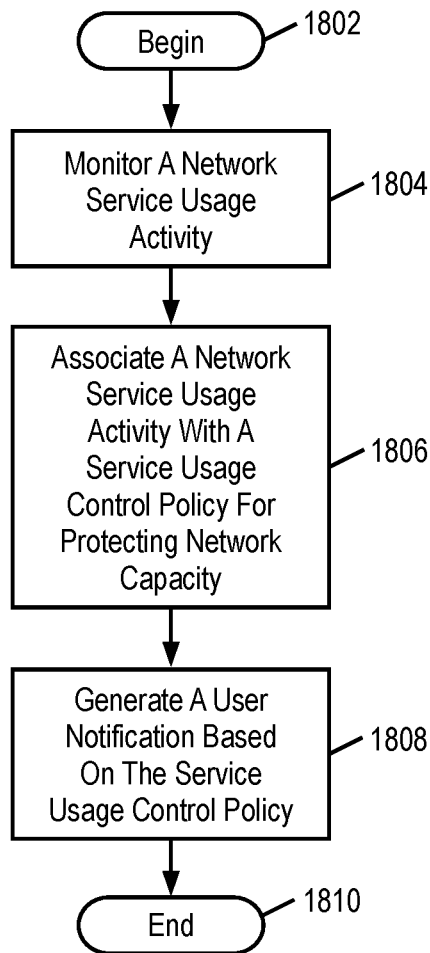 Begin
1802
Monitor A Network
Service Usage
Activity
1804
Associate A Network
Service Usage
Activity With A
Service Usage
Control Policy For
Protecting Network
Capacity
1806
Generate A User
Notification Based
On The Service
Usage Control Policy
1808
End
1810